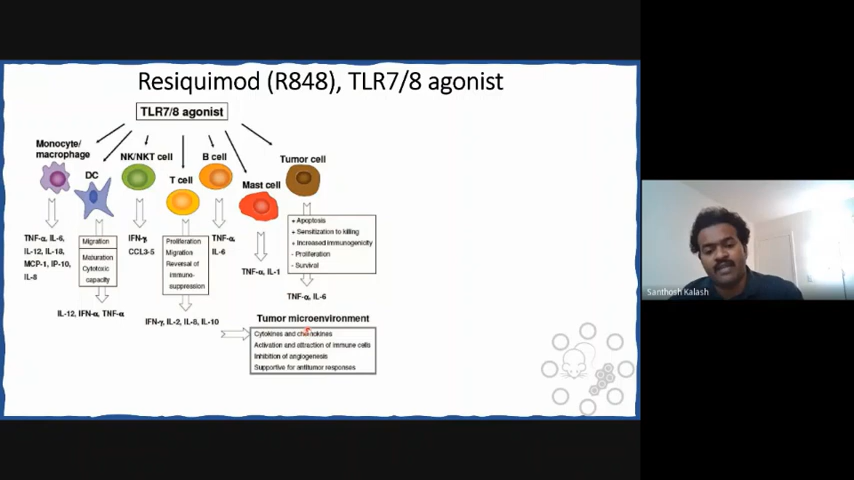 Resiquimod (R848), TLR7/8 agonist
TLR7/8 agonist
Monocyte/
macrophage
DC
NK/NKT cell
T cell
B cell
Mast cell
Tumor cell
TNF-α, IL-6,
IL-12, IL-18,
MCP-1, IP-10,
IL-8
Migration
Maturation
Cytotoxic
capacity
IL-12, IFN-α, TNF-α
IFN-γ,
CCL3-5
Proliferation
Migration
Reversal of
immuno-
suppression
IFN-γ, IL-2, IL-8, IL-10
TNF-α,
IL-6
TNF-α, IL-1
+ Apoptosis
+ Sensitization to killing
+ Increased immunogenicity
- Proliferation
- Survival
TNF-α, IL-6
Tumor microenvironment
Cytokines and chemokines
Activation and attraction of immune cells
Inhibition of angiogenesis
Supportive for antitumor responses
Santhosh Kalash